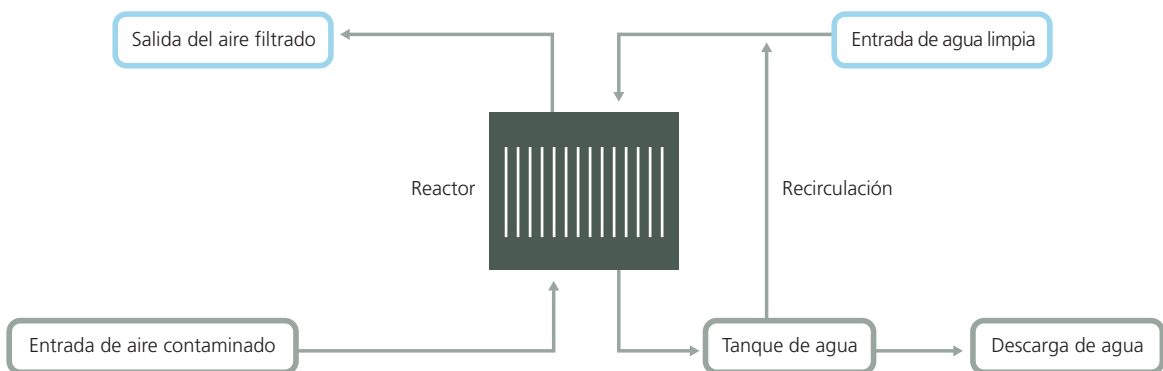 Salida del aire filtrado
Entrada de agua limpia
Reactor
Recirculación
Entrada de aire contaminado
Tanque de agua
Descarga de agua